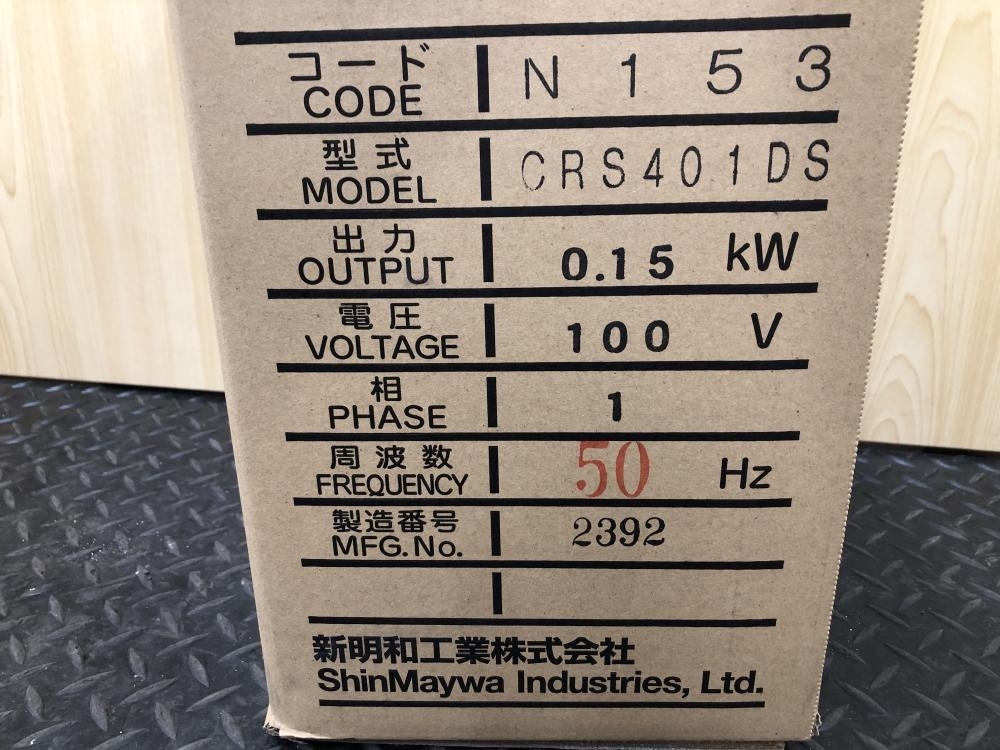 コード
CODE
N 1 5 3
型式
MODEL
CRS401DS
出力
OUTPUT
0.15 kW
電圧
VOLTAGE
100 V
相
PHASE
1
周波数
FREQUENCY
50 Hz
製造番号
MFG.No.
2392
新明和工業株式会社
ShinMaywa Industries, Ltd.